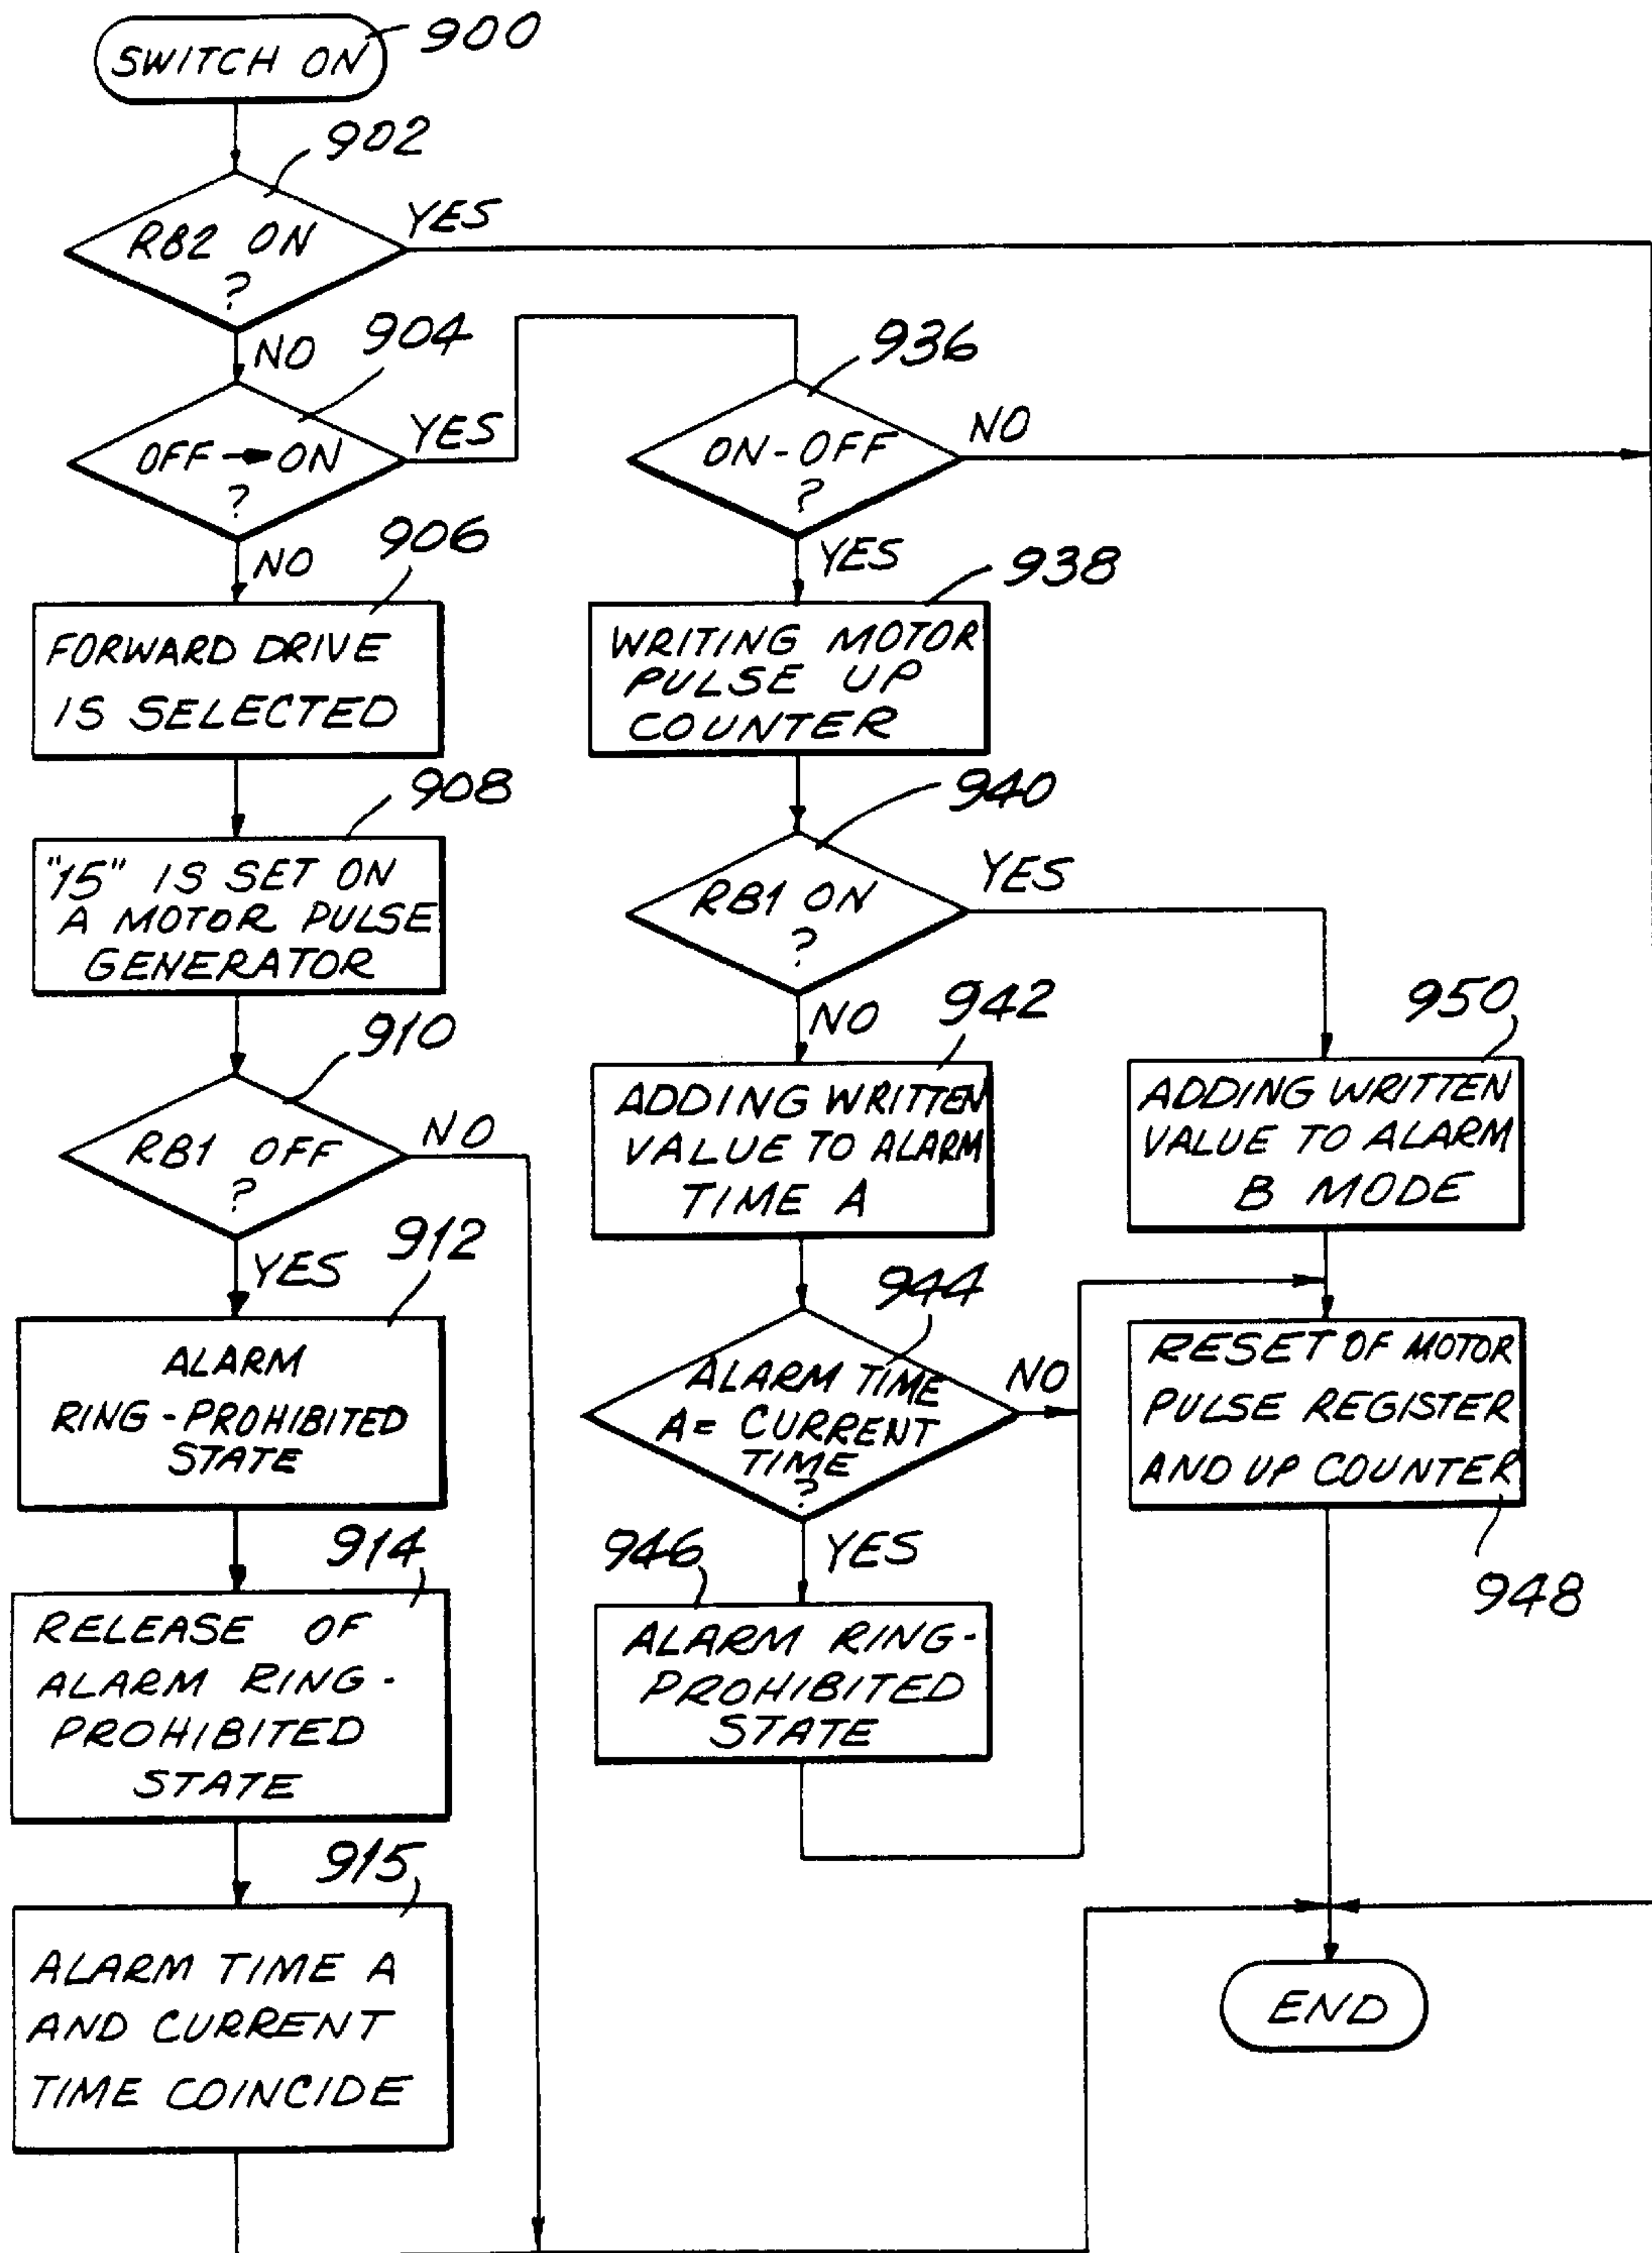 SWITCH ON
900
902
RB2 ON
?
YES
NO
904
OFF → ON
?
YES
NO
906
FORWARD DRIVE
IS SELECTED
908
"15" IS SET ON
A MOTOR PULSE
GENERATOR
910
RB1 OFF
?
NO
YES
912
ALARM
RING-PROHIBITED
STATE
914
RELEASE OF
ALARM RING-
PROHIBITED
STATE
915
ALARM TIME A
AND CURRENT
TIME COINCIDE
936
ON-OFF
?
NO
YES
938
WRITING MOTOR
PULSE UP
COUNTER
940
RB1 ON
?
YES
NO
942
ADDING WRITTEN
VALUE TO ALARM
TIME A
944
ALARM TIME
A= CURRENT
TIME
?
NO
YES
946
ALARM RING-
PROHIBITED
STATE
950
ADDING WRITTEN
VALUE TO ALARM
B MODE
RESET OF MOTOR
PULSE REGISTER
AND UP COUNTER
948
END